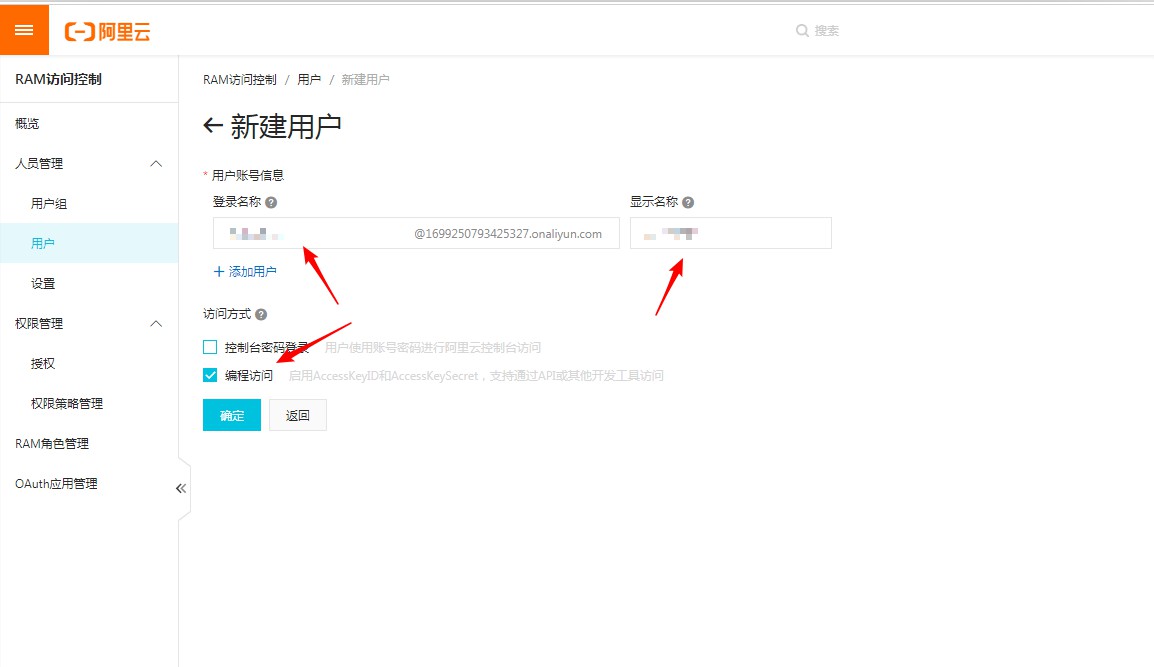 阿里云
搜索
RAM访问控制
概览
人员管理
用户组
用户
设置
权限管理
授权
权限策略管理
RAM角色管理
OAuth应用管理
RAM访问控制 / 用户 / 新建用户
新建用户
* 用户账号信息
登录名称
显示名称
@1699250793425327.onaliyun.com
添加用户
访问方式
控制台密码登录 用户使用账号密码进行阿里云控制台访问
编程访问 启用AccessKeyID和AccessKeySecret，支持通过API或其他开发工具访问
确定 返回